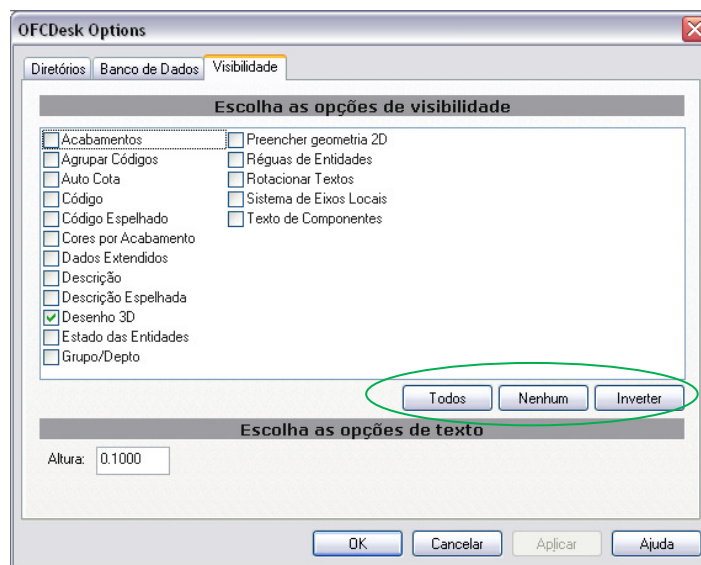 OFCDesk Options
Diretórios Banco de Dados Visibilidade
Escolha as opções de visibilidade
Acabamentos
Agrupar Códigos
Auto Cota
Código
Código Espelhado
Cores por Acabamento
Dados Extendidos
Descrição
Descrição Espelhada
Desenho 3D
Estado das Entidades
Grupo/Depto
Preencher geometria 2D
Réguas de Entidades
Rotacionar Textos
Sistema de Eixos Locais
Texto de Componentes
Todos Nenhum Inverter
Escolha as opções de texto
Altura: 0.1000
OK Cancelar Aplicar Ajuda